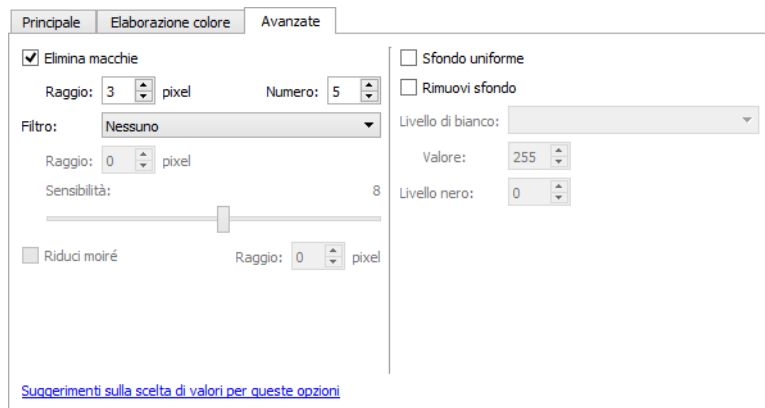 Principale Elaborazione colore Avanzate
Elimina macchie
Raggio: 3 pixel Numero: 5
Filtro: Nessuno
Raggio: 0 pixel
Sensibilità: 8
Riduci moiré Raggio: 0 pixel
Suggerimenti sulla scelta di valori per queste opzioni
Sfondo uniforme
Rimuovi sfondo
Livello di bianco:
Valore: 255
Livello nero: 0